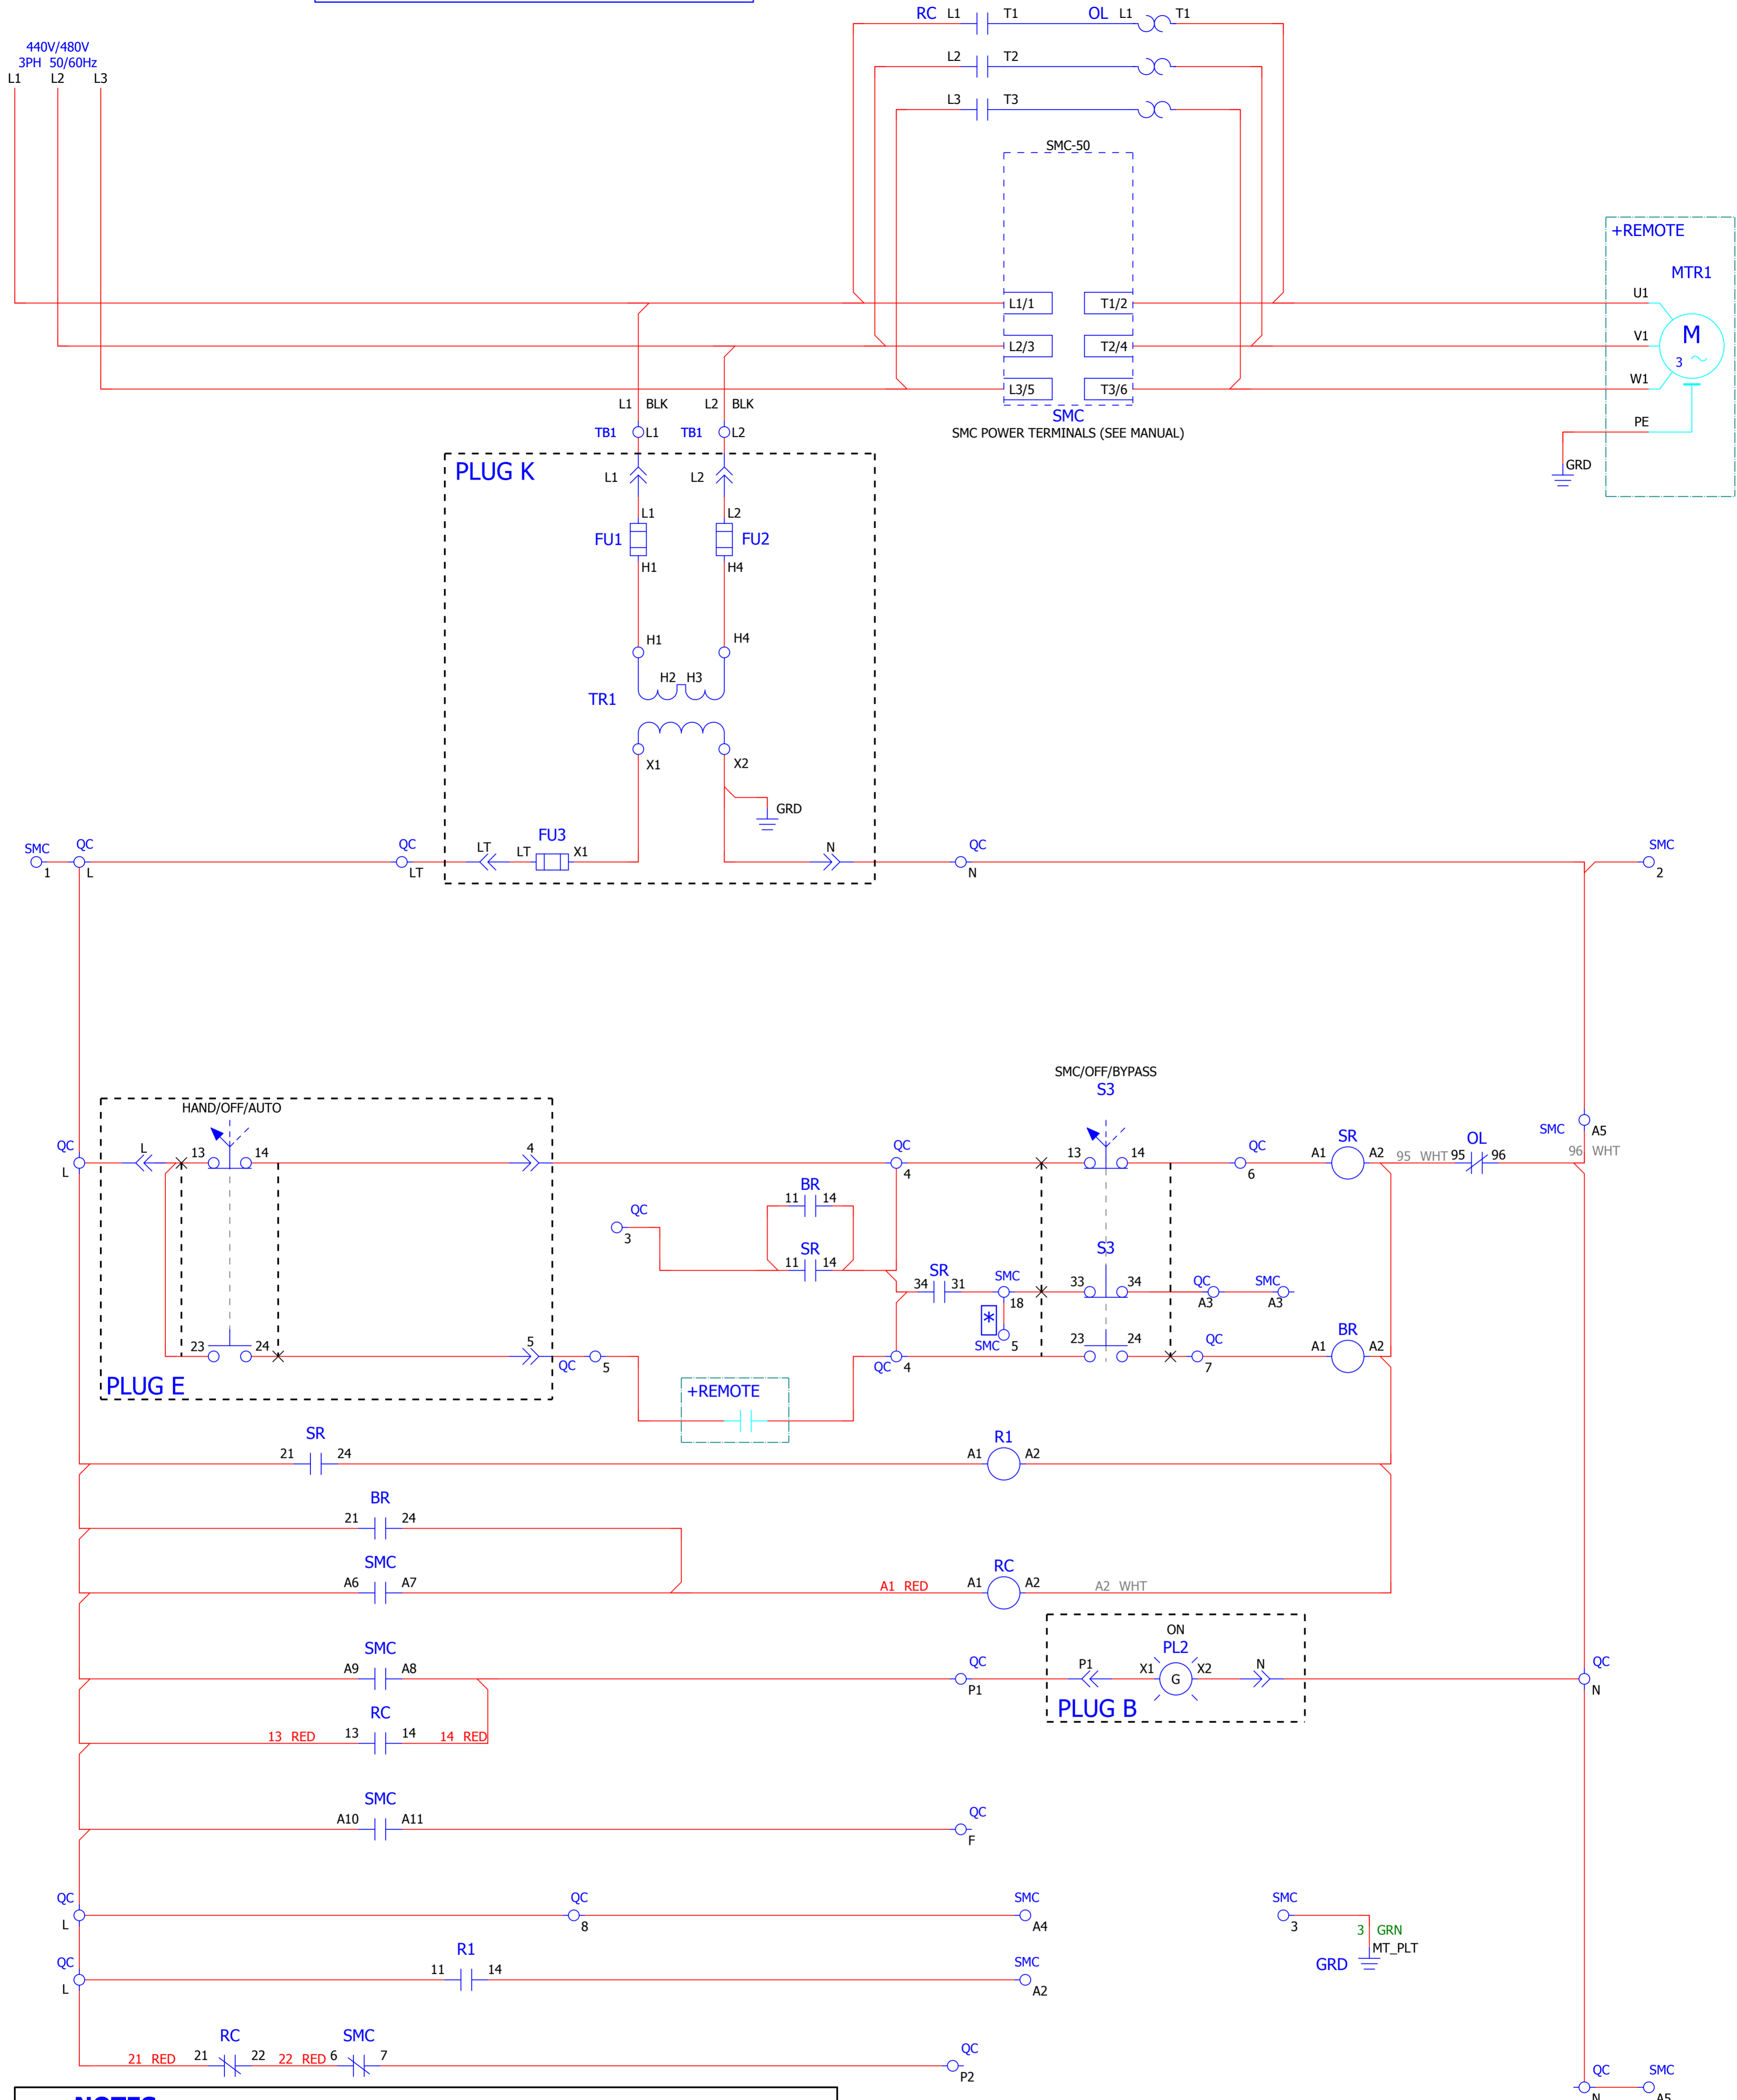 RC L1 T1 OL L1 T1
440V/480V
3PH 50/60Hz
L1 L2 L3
L2 T2
L3 T3
SMC-50
+REMOTE
MTR1
U1
L1/1 T1/2
V1
M
3
L2/3 T2/4
W1
L3/5 T3/6
L1 BLK L2 BLK
SMC
PE
TB1 L1 TB1 L2
SMC POWER TERMINALS (SEE MANUAL)
PLUG K
GRD
L1 L2
L1 L2
FU1 FU2
H1 H4
H1 H4
H2 H3
TR1
X1 X2
GRD
FU3
SMC QC QC LT LT X1 N QC SMC
1 L LT N 2
SMC/OFF/BYPASS
S3
HAND/OFF/AUTO
SMC A5
QC L 13 14 4 QC 13 14 QC SR OL
A1 A2 95 WHT 95 96 96 WHT
L 4 6
BR
11 14
QC
3
SR
11 14
S3
SR
34 31 SMC 33 34 QC SMC
18 A3 A3
*
SMC 5
23 24 5 23 24 QC BR
A1 A2
QC 5 QC 4 7
PLUG E
+REMOTE
SR R1
21 24 A1 A2
BR
21 24
SMC RC
A6 A7 A1 RED A1 A2 A2 WHT
ON
SMC PL2
A9 A8 QC P1 X1 G X2 N QC
P1 N
PLUG B
RC
13 RED 13 14 14 RED
SMC
A10 A11 QC
F
QC QC SMC SMC
L 8 A4 3
3 GRN
MT_PLT
GRD
QC R1 SMC
L 11 14 A2
RC SMC
21 RED 21 22 22 RED 6 7 QC
P2
QC SMC
N A5
NOTES